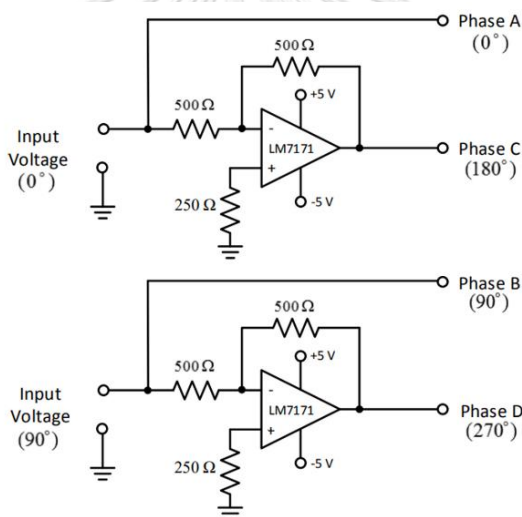 Phase A
(0°)
500 Ω
+5 V
500 Ω
Input
Voltage
(0°)
-
LM7171
+
Phase C
(180°)
250 Ω
-5 V
Phase B
(90°)
500 Ω
+5 V
500 Ω
Input
Voltage
(90°)
-
LM7171
+
Phase D
(270°)
250 Ω
-5 V